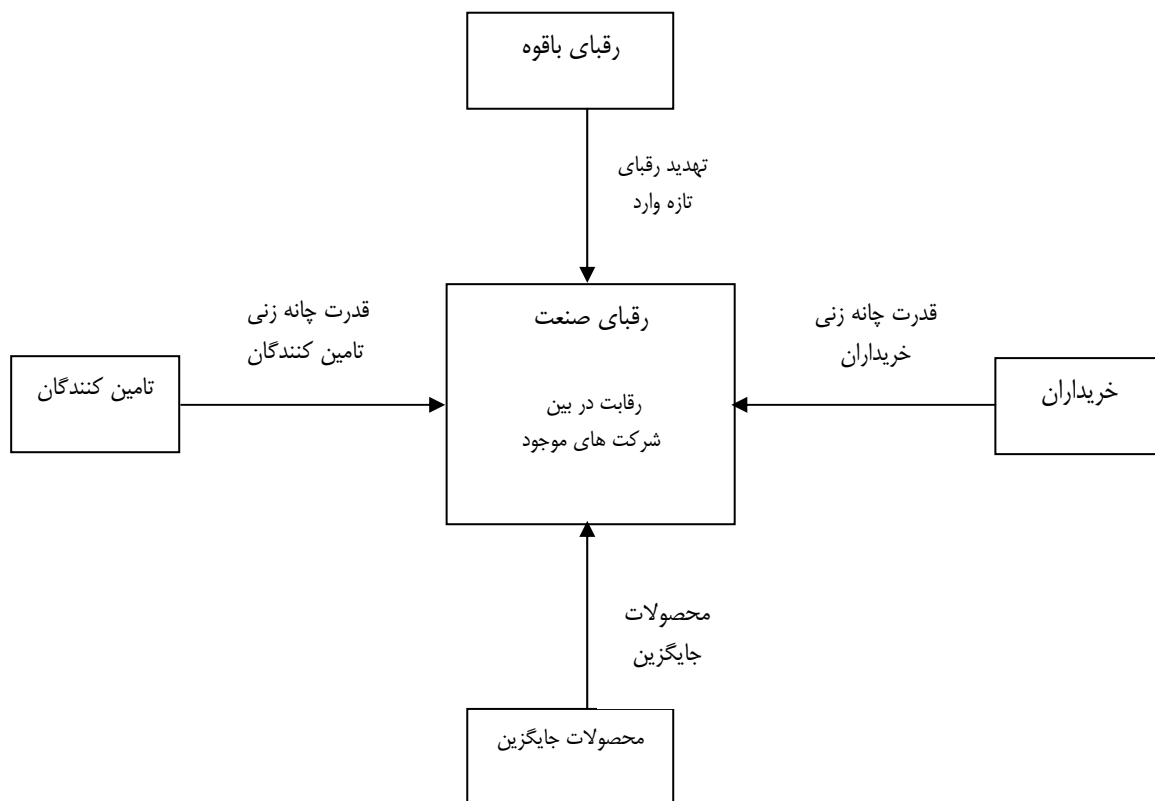 رقبای باقوه
تهدید رقبای
تازه وارد
قدرت چانه زنی
خریداران
خریداران
رقبای صنعت
رقابت در بین
شرکت های موجود
قدرت چانه زنی
تامین کنندگان
تامین کنندگان
محصولات
جایگزین
محصولات جایگزین